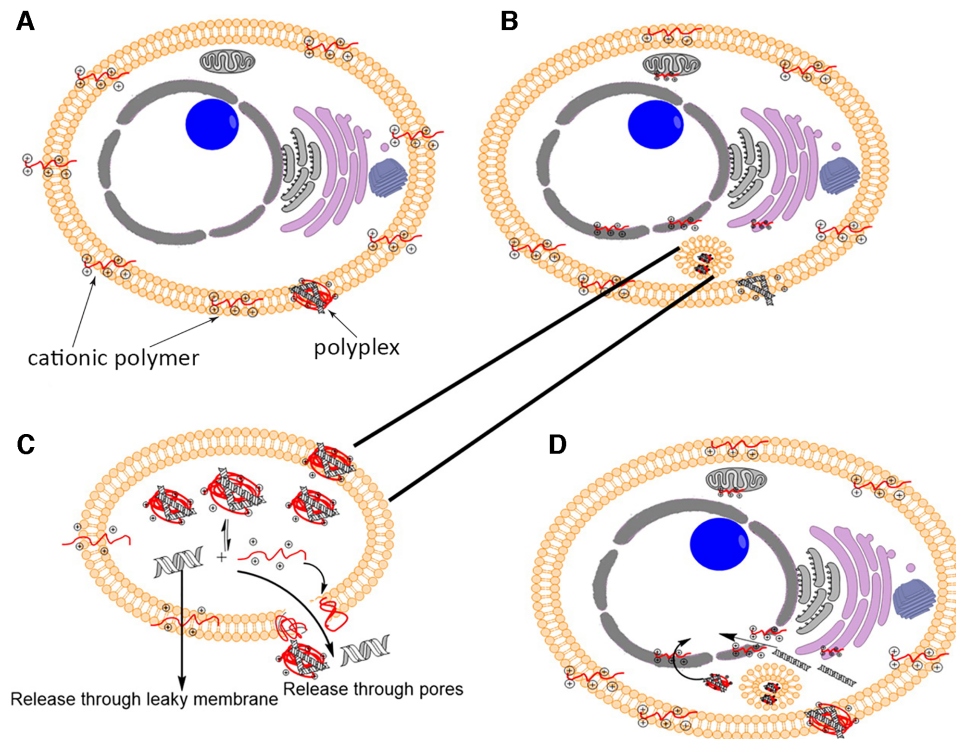 A
B
cationic polymer
polyplex
C
D
+
Release through leaky membrane
Release through pores